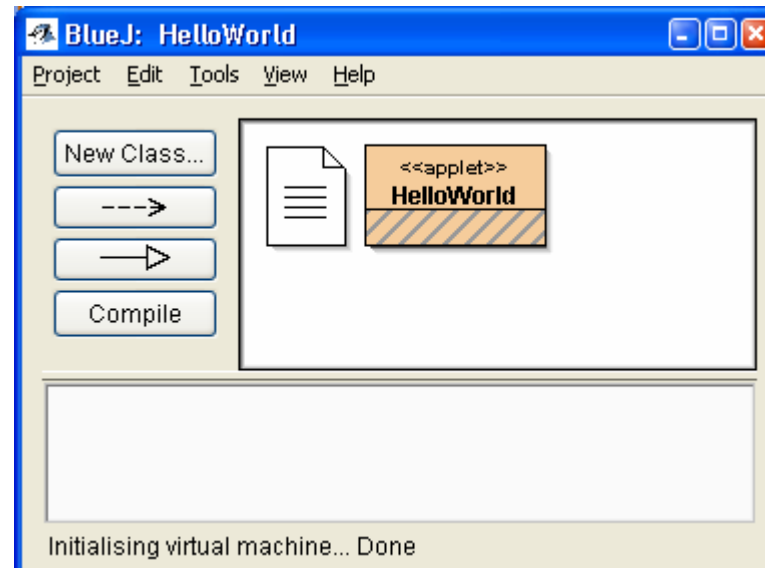 BlueJ: HelloWorld
Project Edit Tools View Help
New Class...
<<applet>>
HelloWorld
Compile
Initialising virtual machine... Done